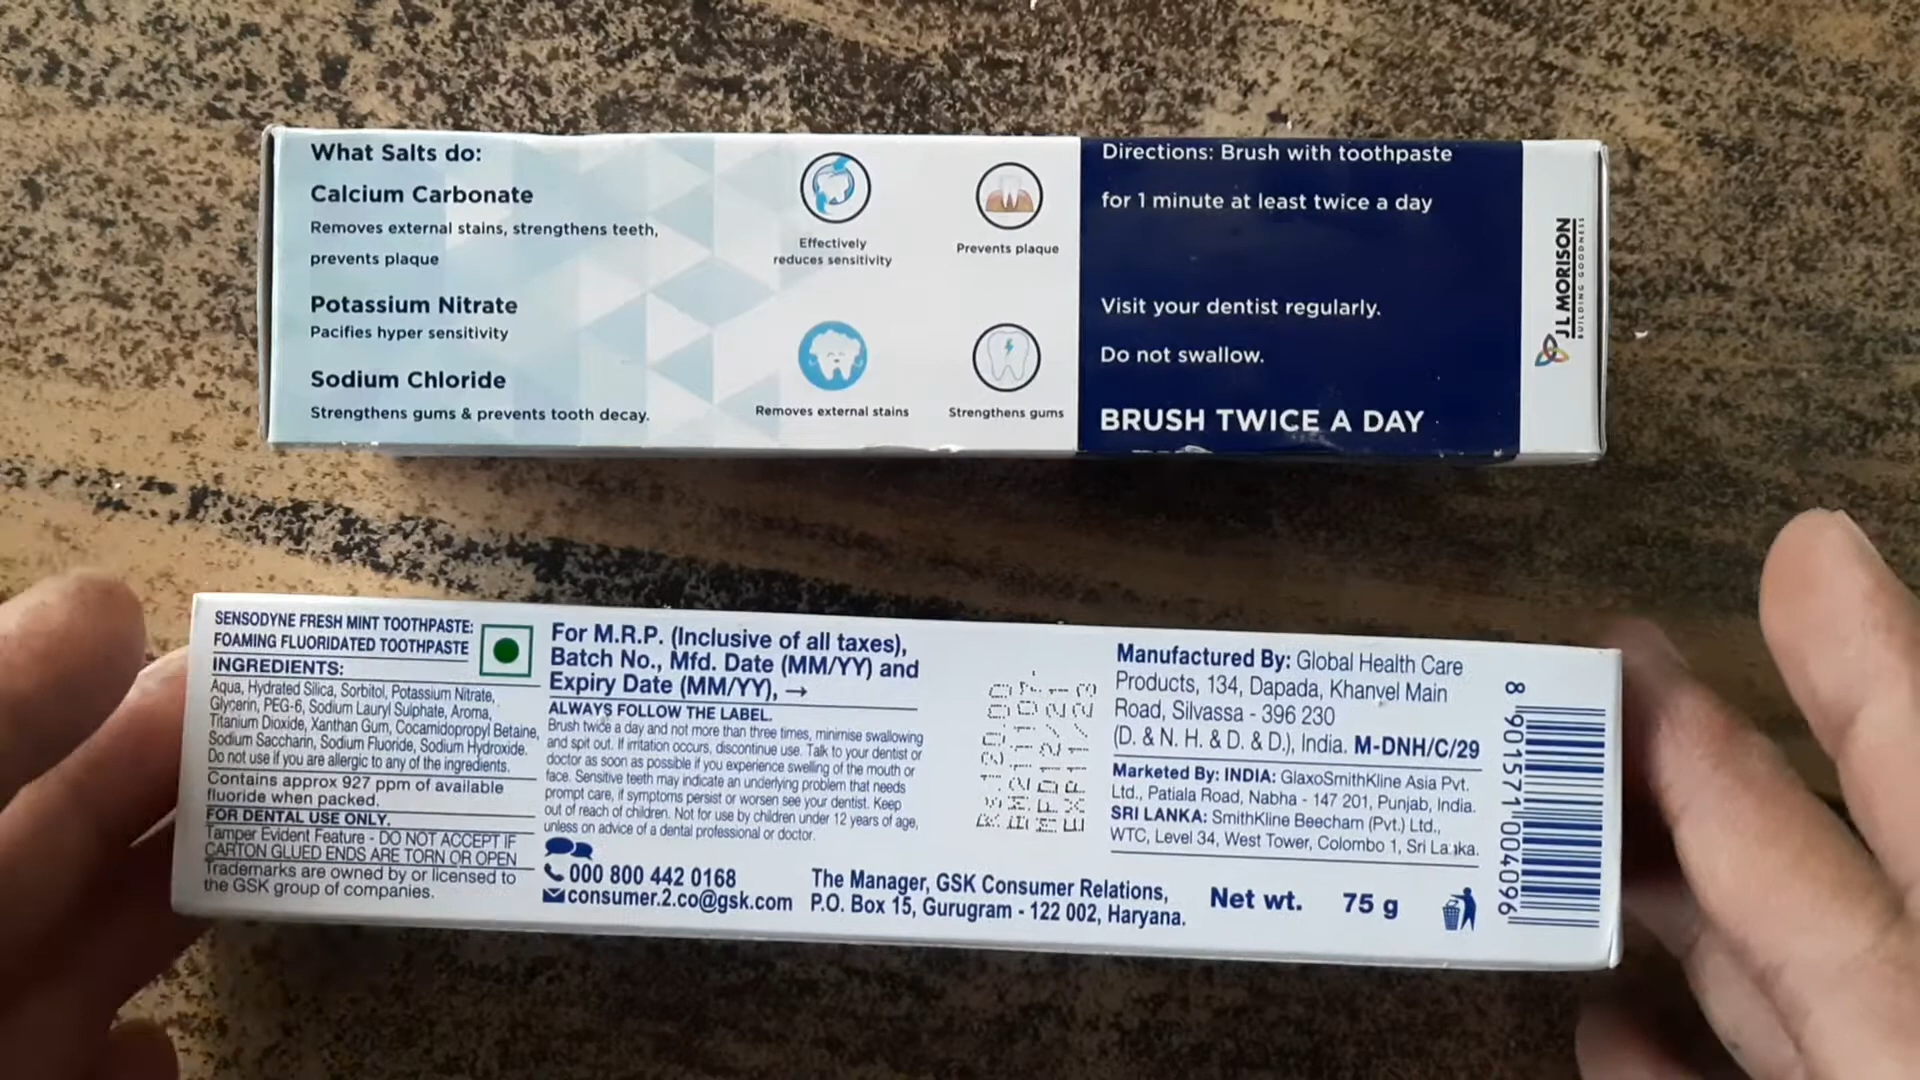 What Salts do:
Calcium Carbonate
Removes external stains, strengthens teeth,
prevents plaque
Potassium Nitrate
Pacifies hyper sensitivity
Sodium Chloride
Strengthens gums & prevents tooth decay.
Effectively
reduces sensitivity
Prevents plaque
Removes external stains
Strengthens gums
Directions: Brush with toothpaste
for 1 minute at least twice a day
Visit your dentist regularly.
Do not swallow.
BRUSH TWICE A DAY
JL MORISON
BUILDING GOODNESS
SENSODYNE FRESH MINT TOOTHPASTE:
FOAMING FLUORIDATED TOOTHPASTE
INGREDIENTS:
Aqua, Hydrated Silica, Sorbitol, Potassium Nitrate,
Glycerin, PEG-6, Sodium Lauryl Sulphate, Aroma,
Titanium Dioxide, Xanthan Gum, Cocamidopropyl Betaine,
Sodium Saccharin, Sodium Fluoride, Sodium Hydroxide.
Do not use if you are allergic to any of the ingredients.
Contains approx 927 ppm of available
fluoride when packed.
FOR DENTAL USE ONLY.
Tamper Evident Feature - DO NOT ACCEPT IF
CARTON GLUED ENDS ARE TORN OR OPEN
Trademarks are owned by or licensed to
the GSK group of companies.
For M.R.P. (Inclusive of all taxes),
Batch No., Mfd. Date (MM/YY) and
Expiry Date (MM/YY), →
ALWAYS FOLLOW THE LABEL.
Brush twice a day and not more than three times, minimise swallowing
and spit out. If irritation occurs, discontinue use. Talk to your dentist or
doctor as soon as possible if you experience swelling of the mouth or
face. Sensitive teeth may indicate an underlying problem that needs
prompt care, if symptoms persist or worsen see your dentist. Keep
out of reach of children. Not for use by children under 12 years of age,
unless on advice of a dental professional or doctor.
000 800 442 0168
consumer.2.co@gsk.com
The Manager, GSK Consumer Relations,
P.O. Box 15, Gurugram - 122 002, Haryana.
Manufactured By: Global Health Care
Products, 134, Dapada, Khanvel Main
Road, Silvassa - 396 230
(D. & N. H. & D. & D.), India. M-DNH/C/29
Marketed By: INDIA: GlaxoSmithKline Asia Pvt.
Ltd., Patiala Road, Nabha - 147 201, Punjab, India.
SRI LANKA: SmithKline Beecham (Pvt.) Ltd.,
WTC, Level 34, West Tower, Colombo 1, Sri Lanka.
Net wt. 75 g
8 901571 004096